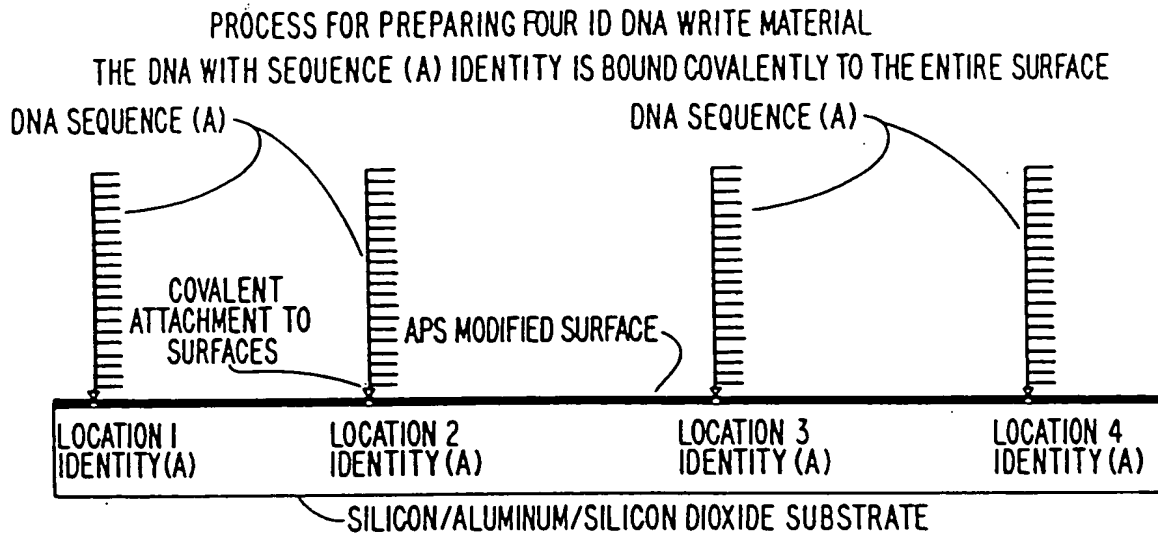 PROCESS FOR PREPARING FOUR ID DNA WRITE MATERIAL
THE DNA WITH SEQUENCE (A) IDENTITY IS BOUND COVALENTLY TO THE ENTIRE SURFACE
DNA SEQUENCE (A)
DNA SEQUENCE (A)
COVALENT
ATTACHMENT TO
SURFACES
APS MODIFIED SURFACE
LOCATION 1
IDENTITY (A)
LOCATION 2
IDENTITY (A)
LOCATION 3
IDENTITY (A)
LOCATION 4
IDENTITY (A)
SILICON/ALUMINUM/SILICON DIOXIDE SUBSTRATE